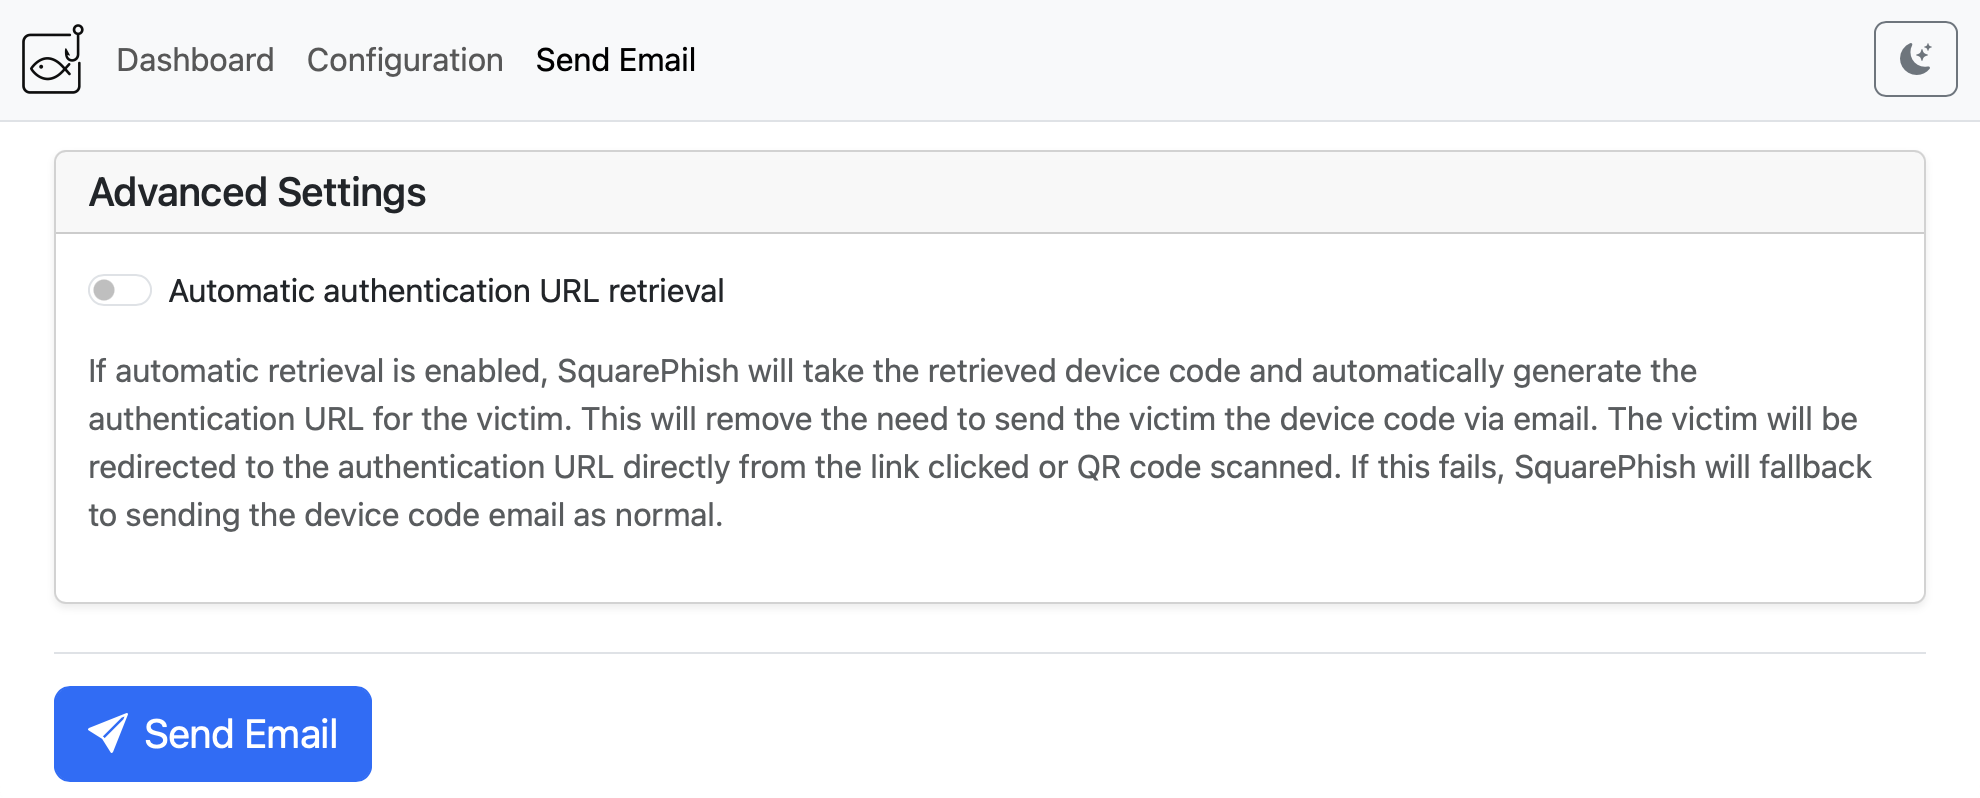 Dashboard Configuration Send Email
Advanced Settings
Automatic authentication URL retrieval
If automatic retrieval is enabled, SquarePhish will take the retrieved device code and automatically generate the
authentication URL for the victim. This will remove the need to send the victim the device code via email. The victim will be
redirected to the authentication URL directly from the link clicked or QR code scanned. If this fails, SquarePhish will fallback
to sending the device code email as normal.
Send Email